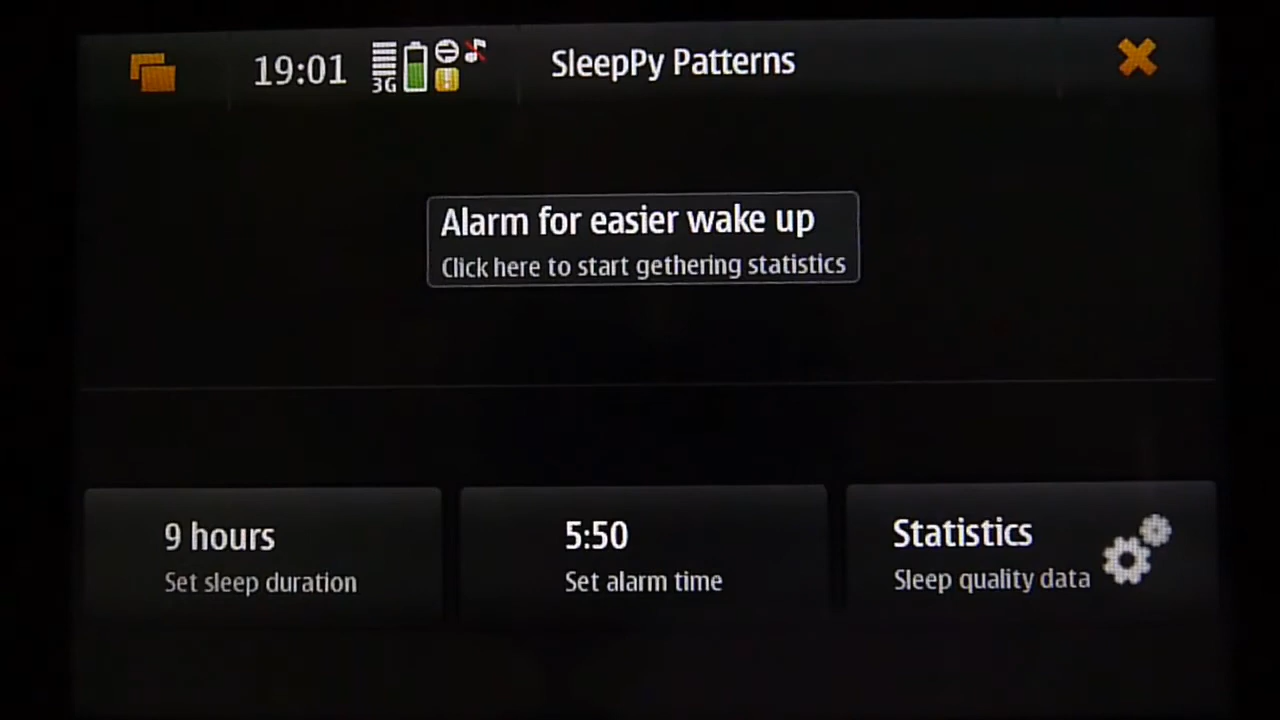 19:01
3G
SleepPy Patterns
Alarm for easier wake up
Click here to start gethering statistics
9 hours
Set sleep duration
5:50
Set alarm time
Statistics
Sleep quality data